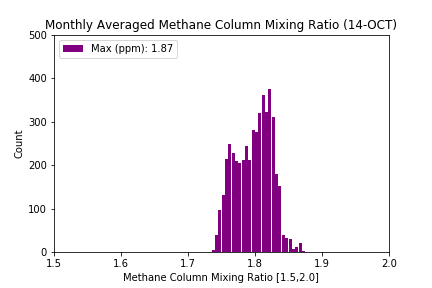 Monthly Averaged Methane Column Mixing Ratio (14-OCT)
Max (ppm): 1.87
500
400
300
200
100
0
Count
1.5 1.6 1.7 1.8 1.9 2.0
Methane Column Mixing Ratio [1.5,2.0]